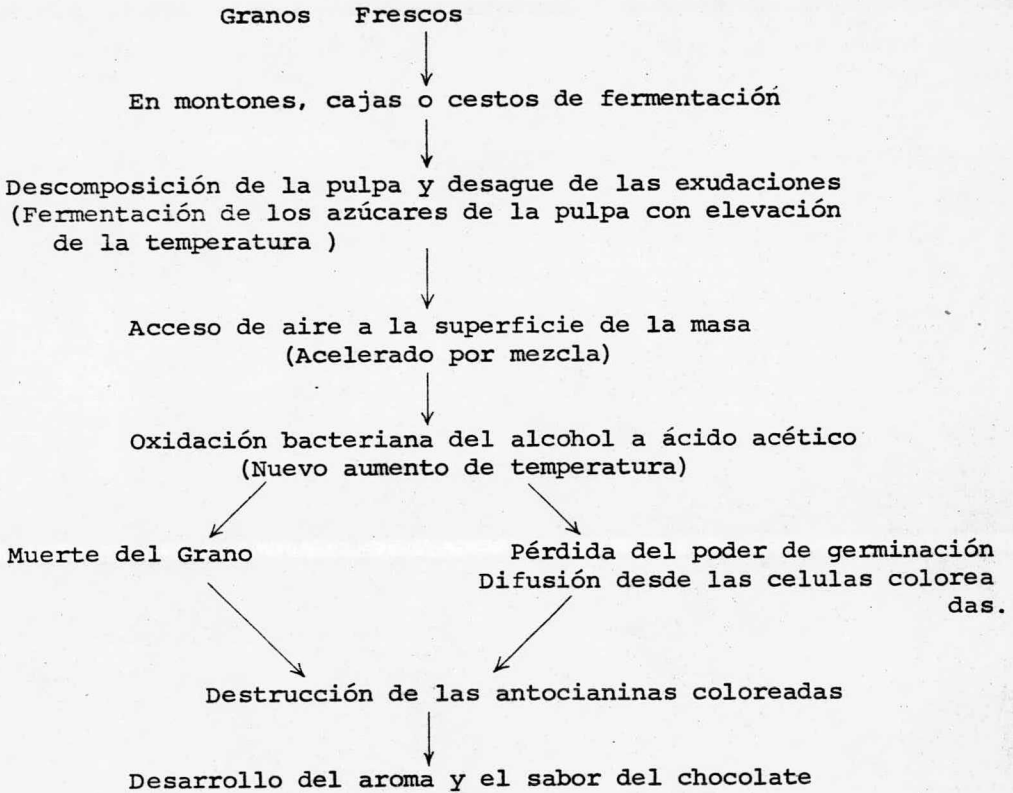 Granos Frescos
En montones, cajas o cestos de fermentación
Descomposición de la pulpa y desague de las exudaciones
(Fermentación de los azúcares de la pulpa con elevación
de la temperatura )
Acceso de aire a la superficie de la masa
(Acelerado por mezcla)
Oxidación bacteriana del alcohol a ácido acético
(Nuevo aumento de temperatura)
Muerte del Grano
Pérdida del poder de germinación
Difusión desde las celulas colorea
das.
Destrucción de las antocianinas coloreadas
Desarrollo del aroma y el sabor del chocolate